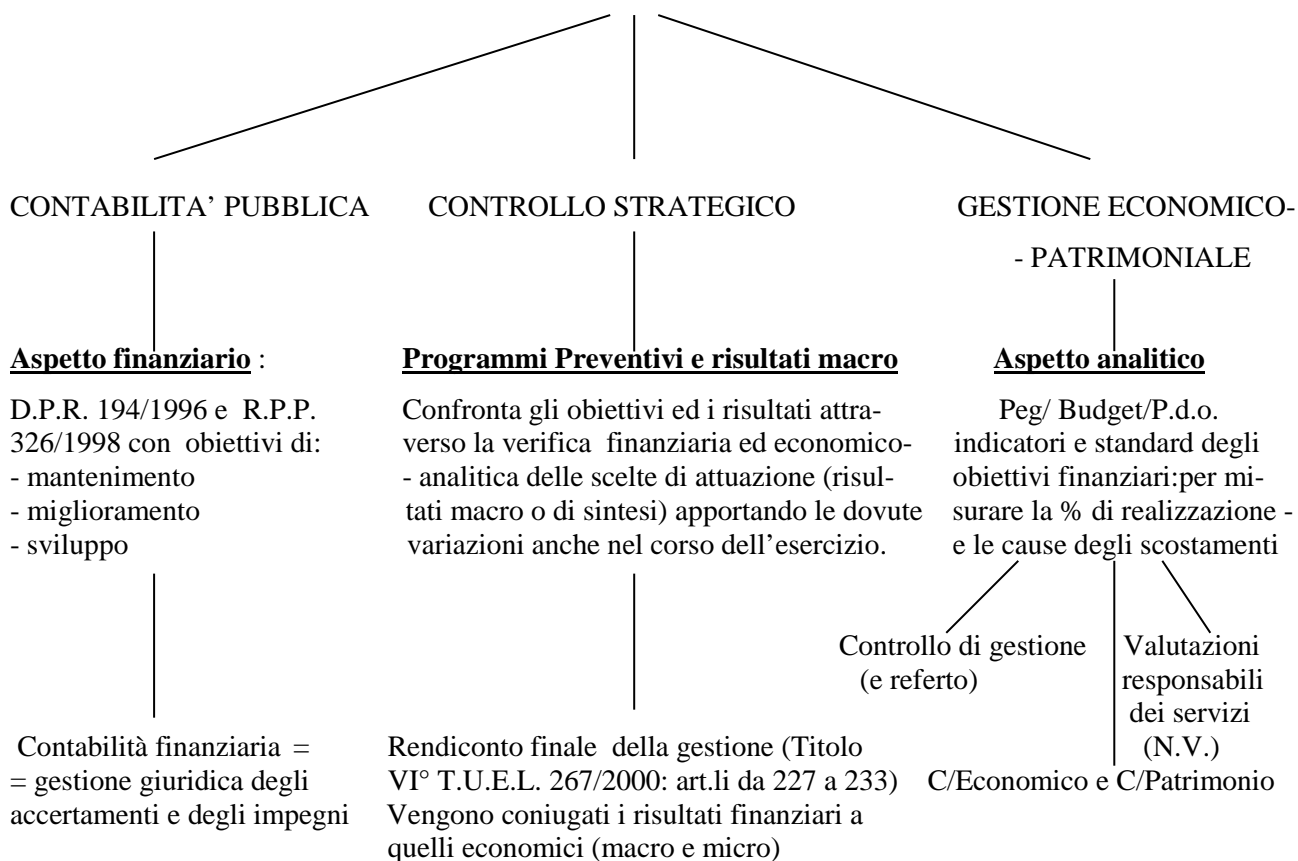 CONTABILITA’ PUBBLICA
CONTROLLO STRATEGICO
GESTIONE ECONOMICO-
- PATRIMONIALE
Aspetto finanziario :
D.P.R. 194/1996 e R.P.P.
326/1998 con obiettivi di:
- mantenimento
- miglioramento
- sviluppo
Contabilità finanziaria =
= gestione giuridica degli
accertamenti e degli impegni
Programmi Preventivi e risultati macro
Confronta gli obiettivi ed i risultati attra-
verso la verifica finanziaria ed economico-
- analitica delle scelte di attuazione (risul-
tati macro o di sintesi) apportando le dovute
variazioni anche nel corso dell’esercizio.
Rendiconto finale della gestione (Titolo
VI° T.U.E.L. 267/2000: art.li da 227 a 233)
Vengono coniugati i risultati finanziari a
quelli economici (macro e micro)
Aspetto analitico
Peg/ Budget/P.d.o.
indicatori e standard degli
obiettivi finanziari:per mi-
surare la % di realizzazione -
e le cause degli scostamenti
Controllo di gestione
(e referto)
Valutazioni
responsabili
dei servizi
(N.V.)
C/Economico e C/Patrimonio